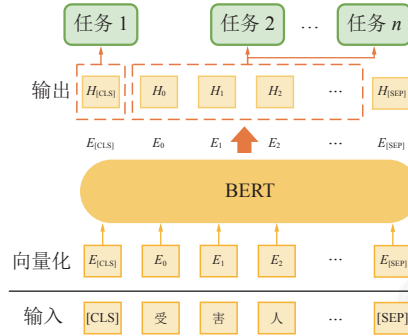 任务 1 任务 2 … 任务 n
输出 H[CLS] H0 H1 H2 … H[SEP]
E[CLS] E0 E1 E2 … E[SEP]
BERT
向量化 E[CLS] E0 E1 E2 … E[SEP]
输入 [CLS] 受 害 人 … [SEP]